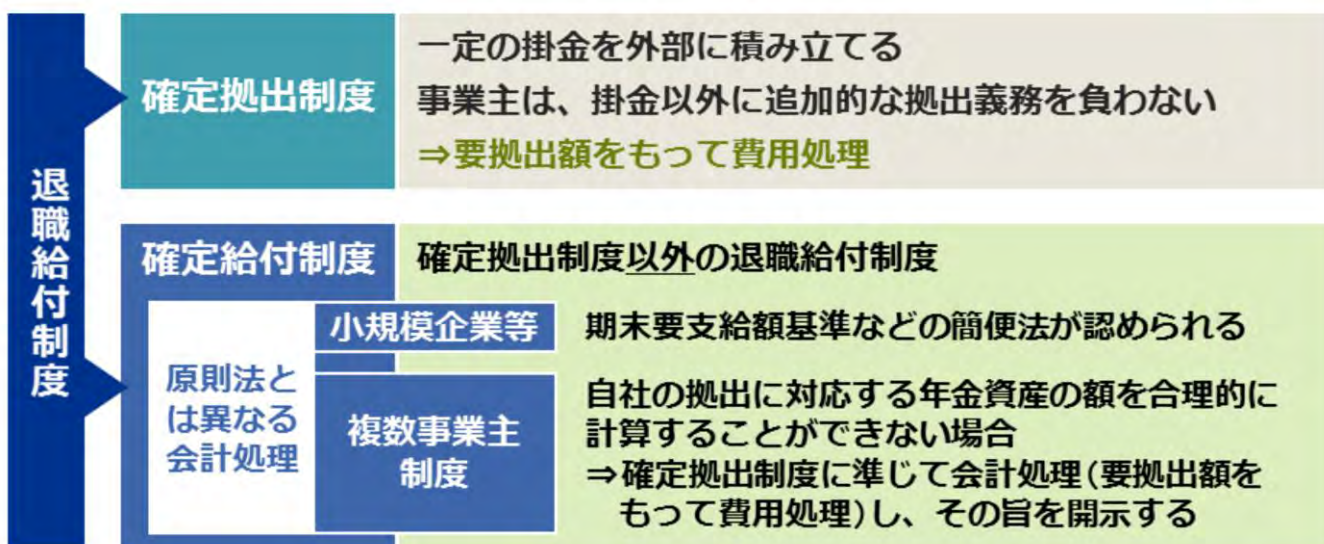 退職給付制度
確定拠出制度
一定の掛金を外部に積み立てる
事業主は、掛金以外に追加的な拠出義務を負わない
⇒要拠出額をもって費用処理
確定給付制度
確定拠出制度以外の退職給付制度
原則法と
は異なる
会計処理
小規模企業等
期末要支給額基準などの簡便法が認められる
複数事業主
制度
自社の拠出に対応する年金資産の額を合理的に
計算することができない場合
⇒確定拠出制度に準じて会計処理(要拠出額を
もって費用処理)し、その旨を開示する